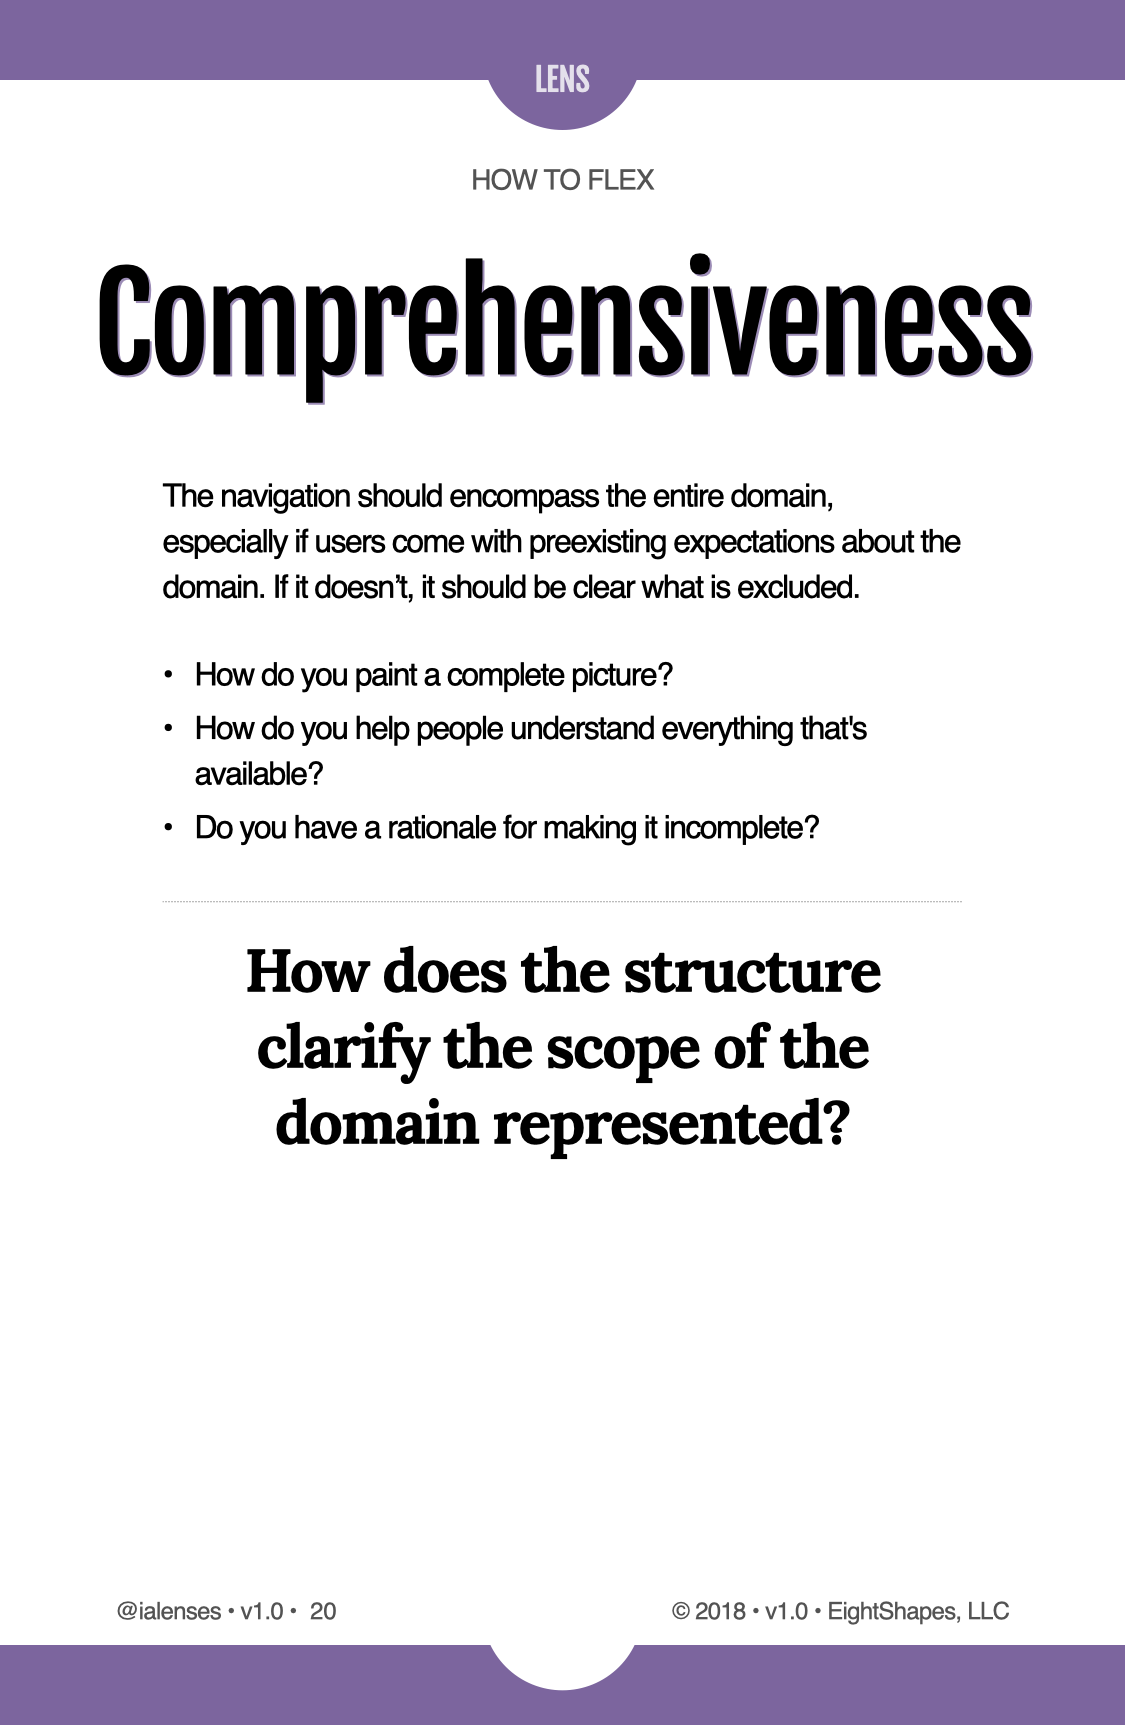 LENS
HOW TO FLEX
Comprehensiveness
The navigation should encompass the entire domain,
especially if users come with preexisting expectations about the
domain. If it doesn’t, it should be clear what is excluded.
• How do you paint a complete picture?
• How do you help people understand everything that's
available?
• Do you have a rationale for making it incomplete?
How does the structure
clarify the scope of the
domain represented?
@ialenses • v1.0 • 20
© 2018 • v1.0 • EightShapes, LLC